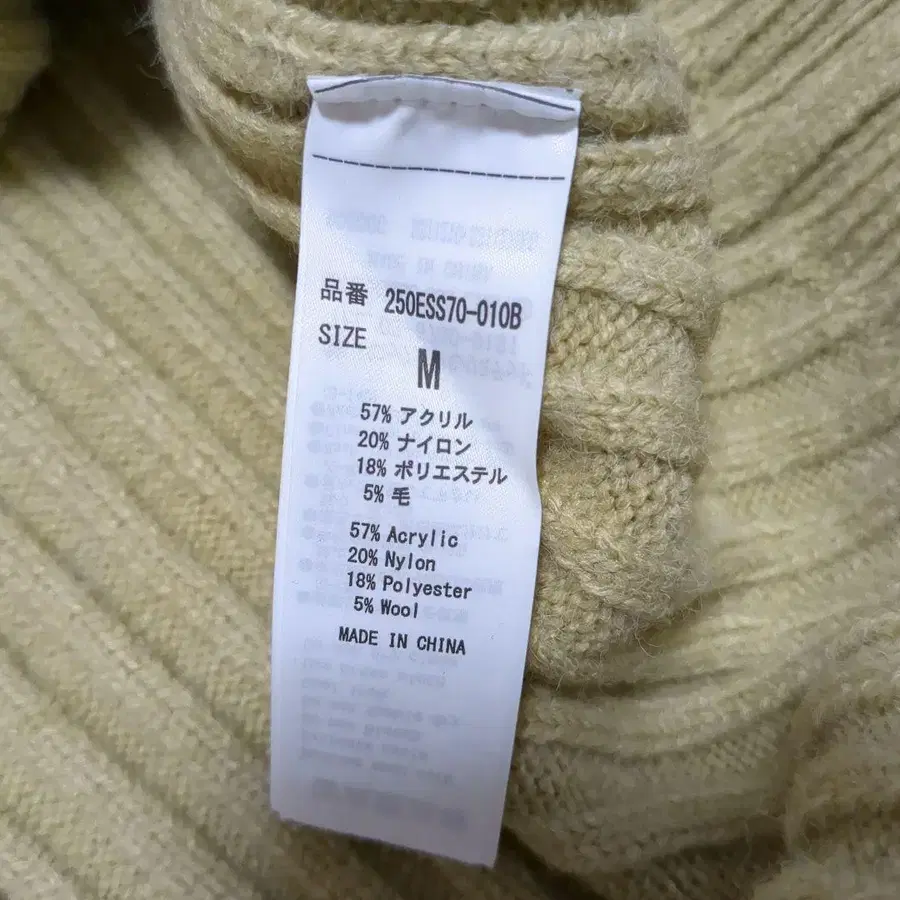 品番 250ESS70-010B
SIZE
M
57% アクリル
20% ナイロン
18% ポリエステル
5% 毛
57% Acrylic
20% Nylon
18% Polyester
5% Wool
MADE IN CHINA